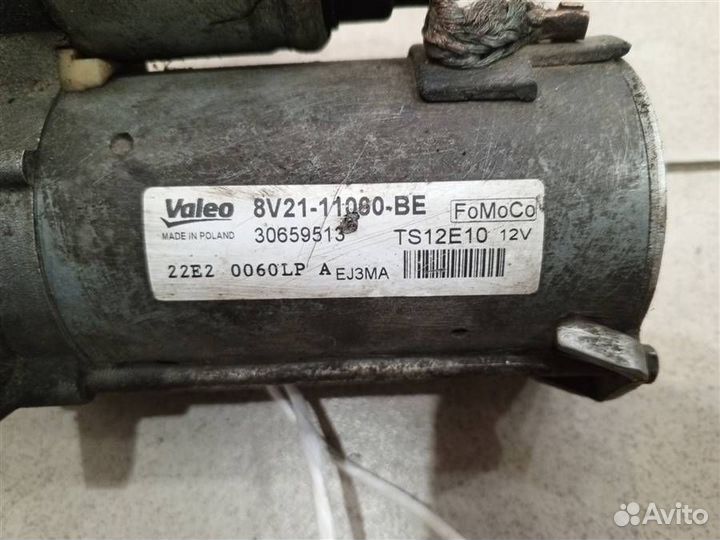 Valeo 8V21-11000-BE FoMoCo
MADE IN POLAND 30659513 TS12E10 12V
22E2 0060LP A EJ3MA
Avito